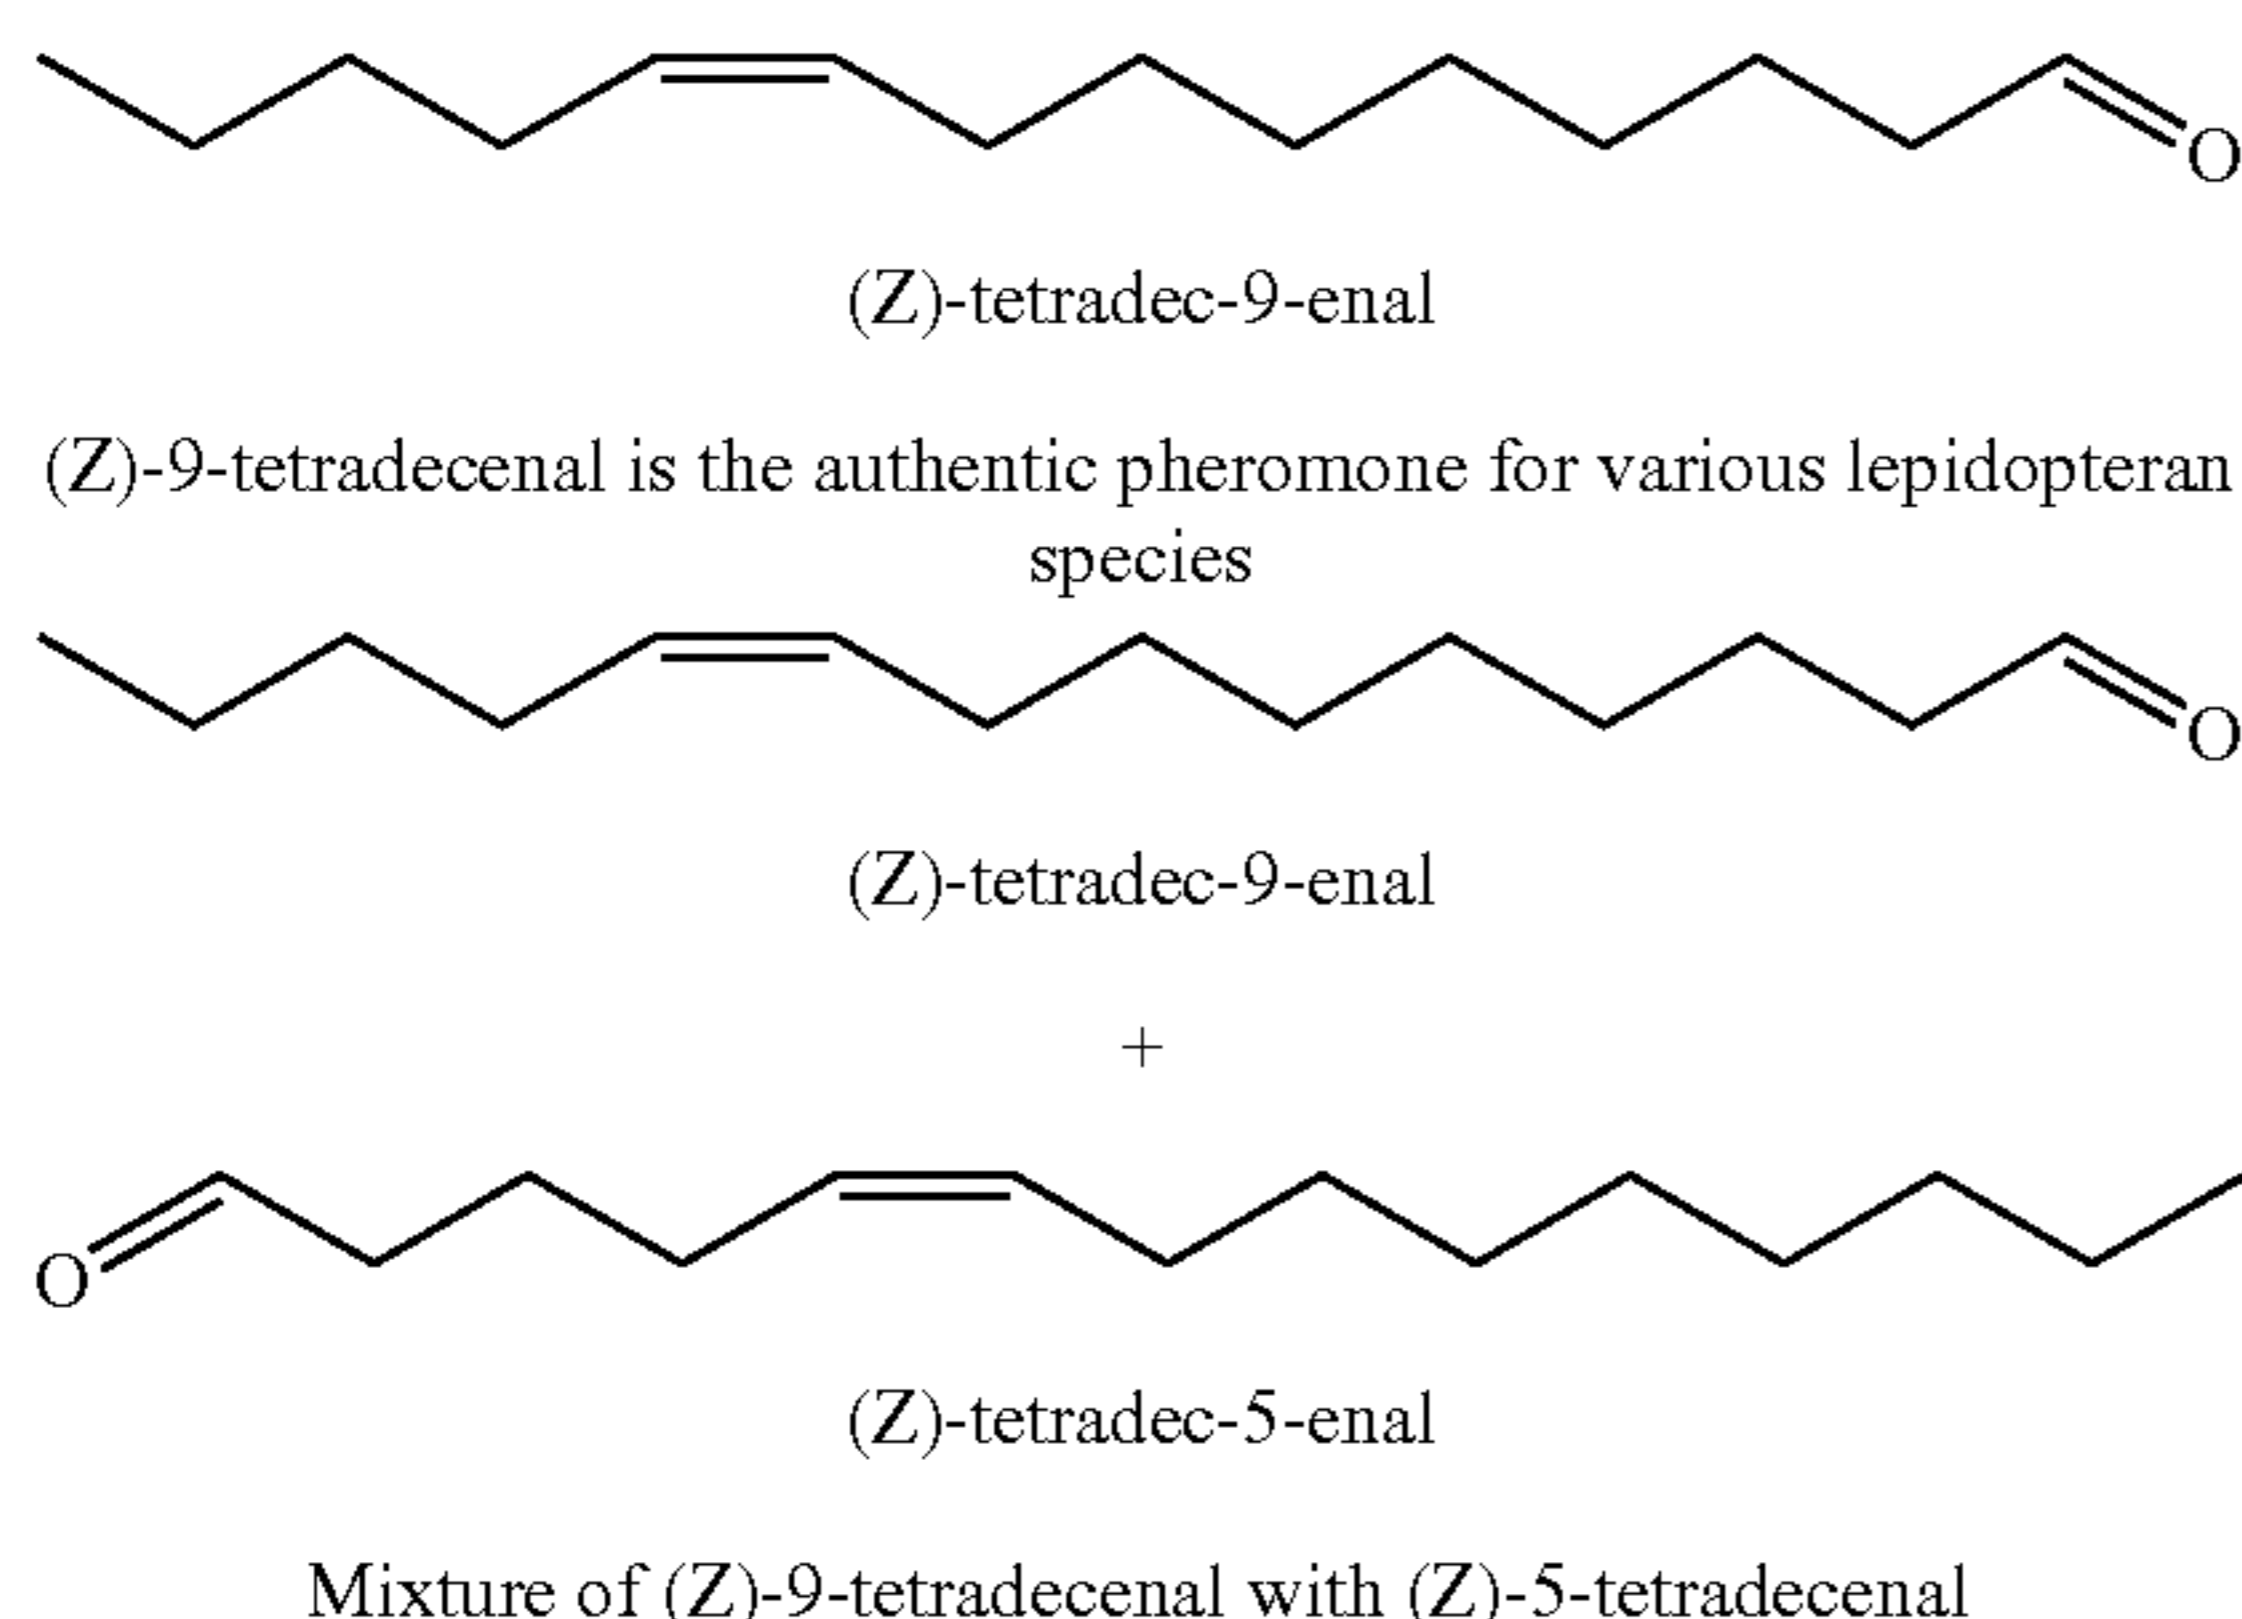 O
(Z)-tetradec-9-enal
(Z)-9-tetradecenal is the authentic pheromone for various lepidopteran
species
O
(Z)-tetradec-9-enal
+
O
(Z)-tetradec-5-enal
Mixture of (Z)-9-tetradecenal with (Z)-5-tetradecenal